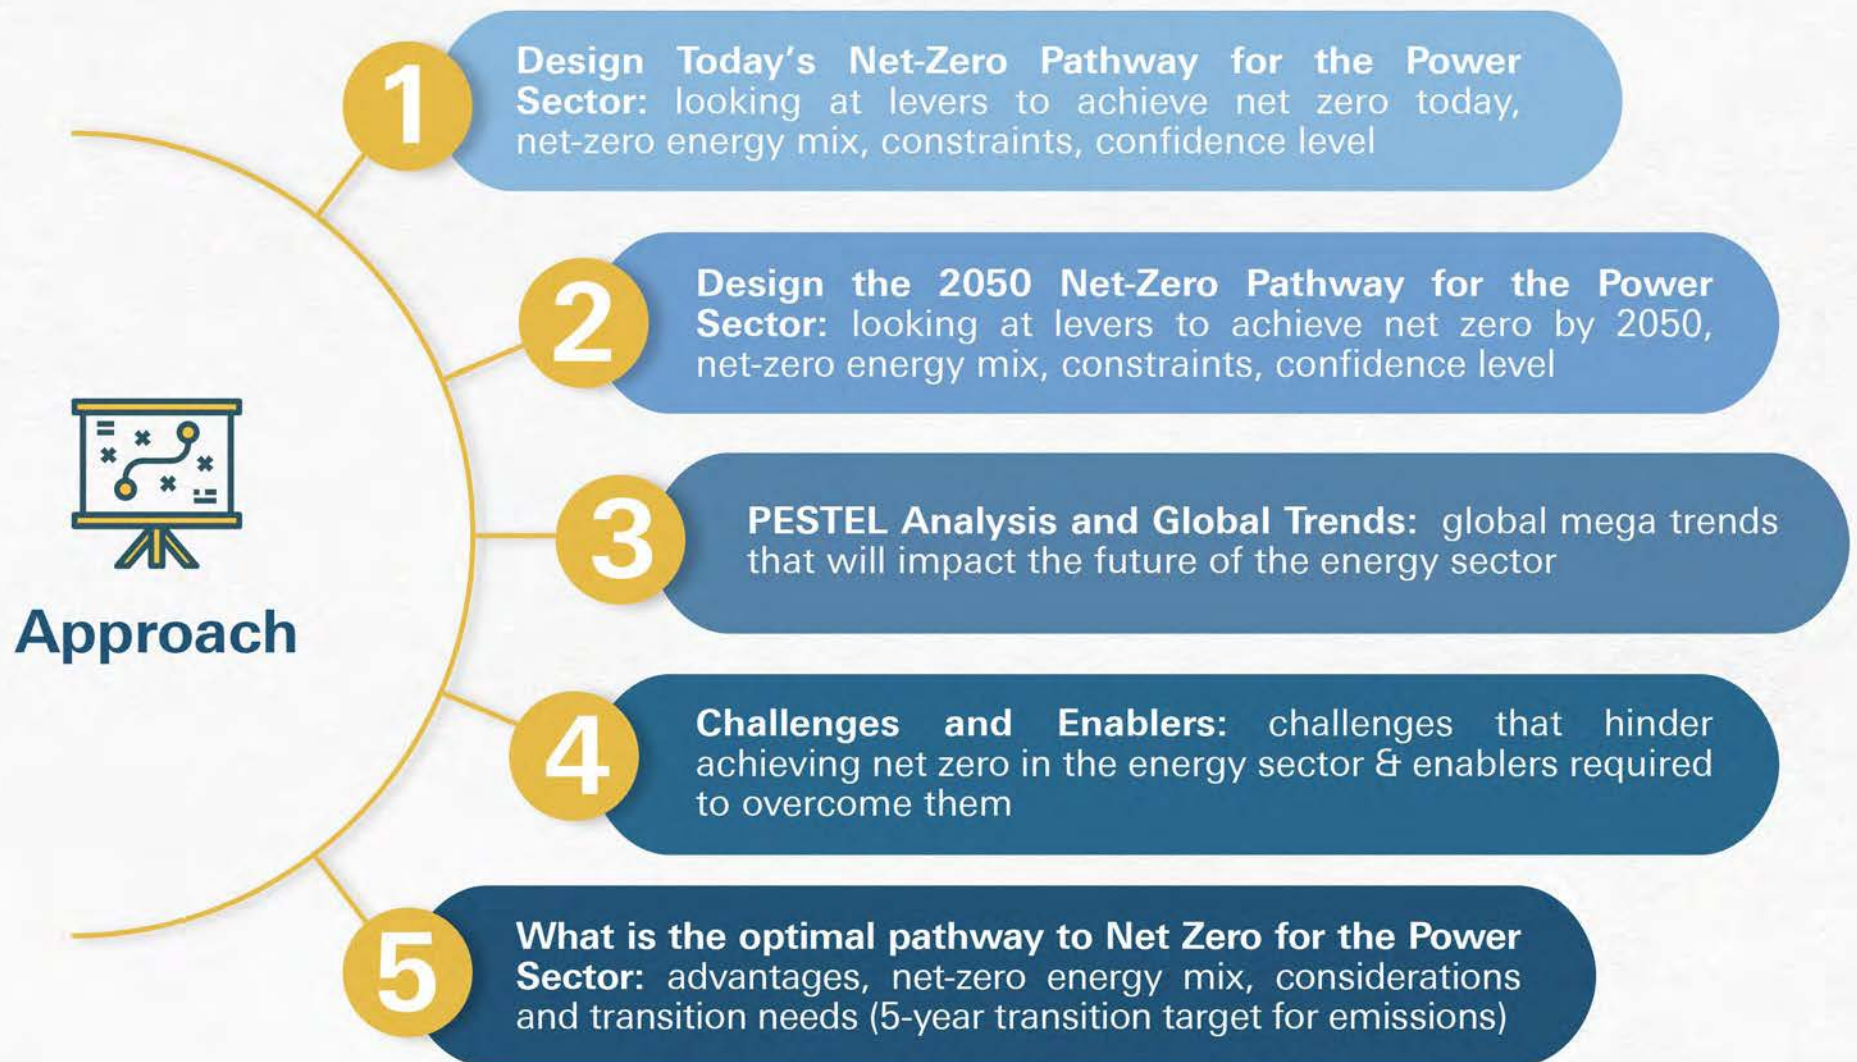 Approach
1
Design Today's Net-Zero Pathway for the Power
Sector: looking at levers to achieve net zero today,
net-zero energy mix, constraints, confidence level
2
Design the 2050 Net-Zero Pathway for the Power
Sector: looking at levers to achieve net zero by 2050,
net-zero energy mix, constraints, confidence level
3
PESTEL Analysis and Global Trends: global mega trends
that will impact the future of the energy sector
4
Challenges and Enablers: challenges that hinder
achieving net zero in the energy sector & enablers required
to overcome them
5
What is the optimal pathway to Net Zero for the Power
Sector: advantages, net-zero energy mix, considerations
and transition needs (5-year transition target for emissions)